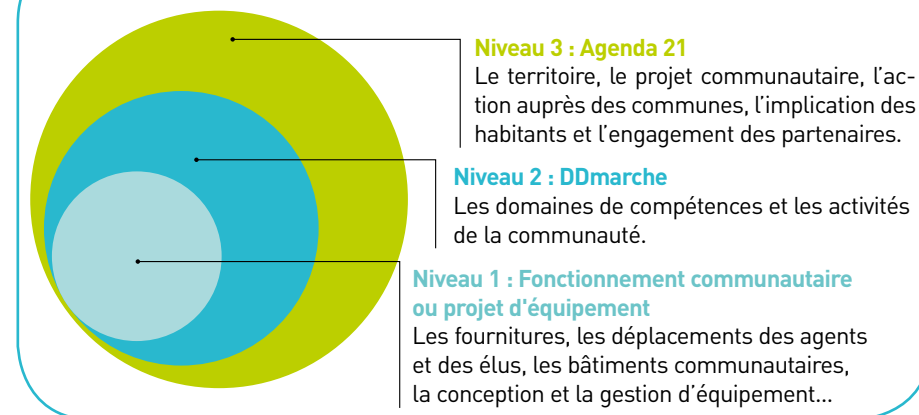 Niveau 3 : Agenda 21
Le territoire, le projet communautaire, l'ac-
tion auprès des communes, l'implication des
habitants et l'engagement des partenaires.
Niveau 2 : DDmarche
Les domaines de compétences et les activités
de la communauté.
Niveau 1 : Fonctionnement communautaire
ou projet d'équipement
Les fournitures, les déplacements des agents
et des élus, les bâtiments communautaires,
la conception et la gestion d'équipement...